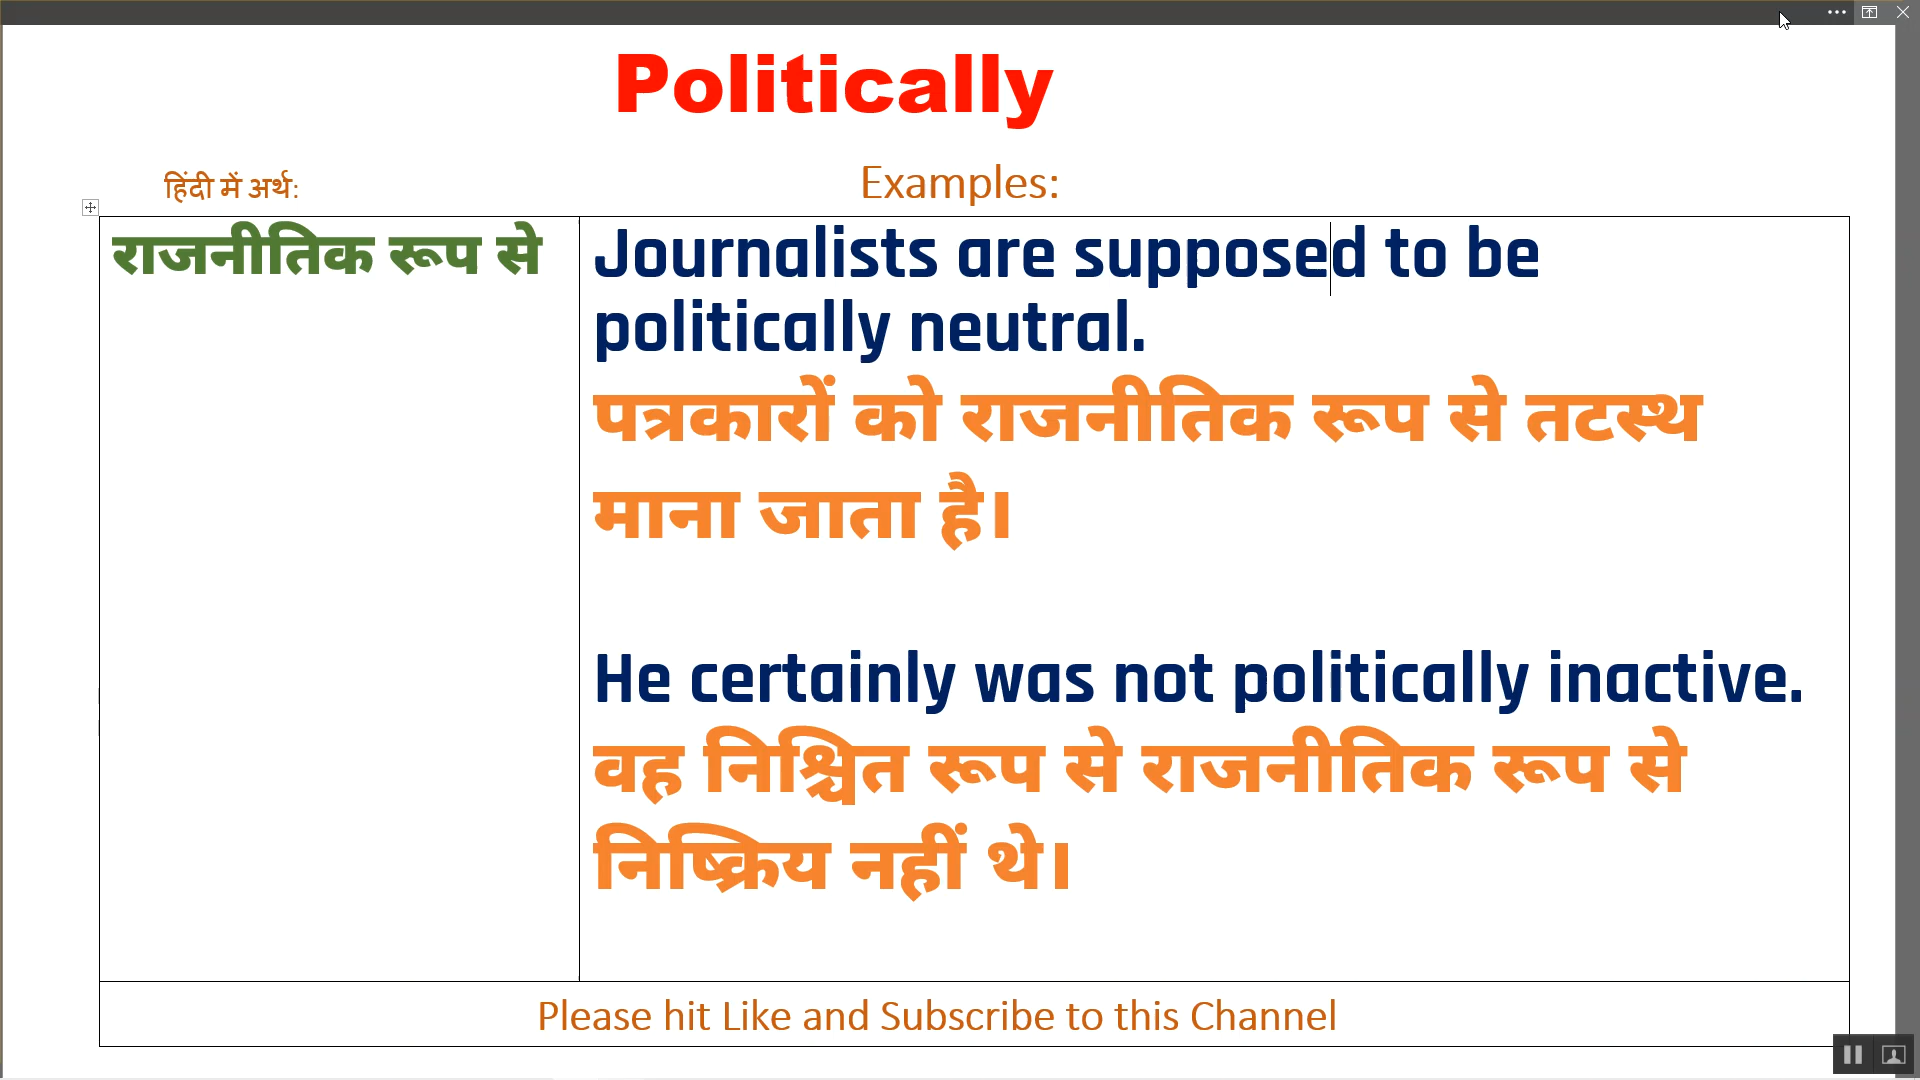 Politically
हिंदी में अर्थ:
Examples:
राजनीतिक रूप से
Journalists are supposed to be
politically neutral.
पत्रकारों को राजनीतिक रूप से तटस्थ
माना जाता है।
He certainly was not politically inactive.
वह निश्चित रूप से राजनीतिक रूप से
निष्क्रिय नहीं थे।
Please hit Like and Subscribe to this Channel